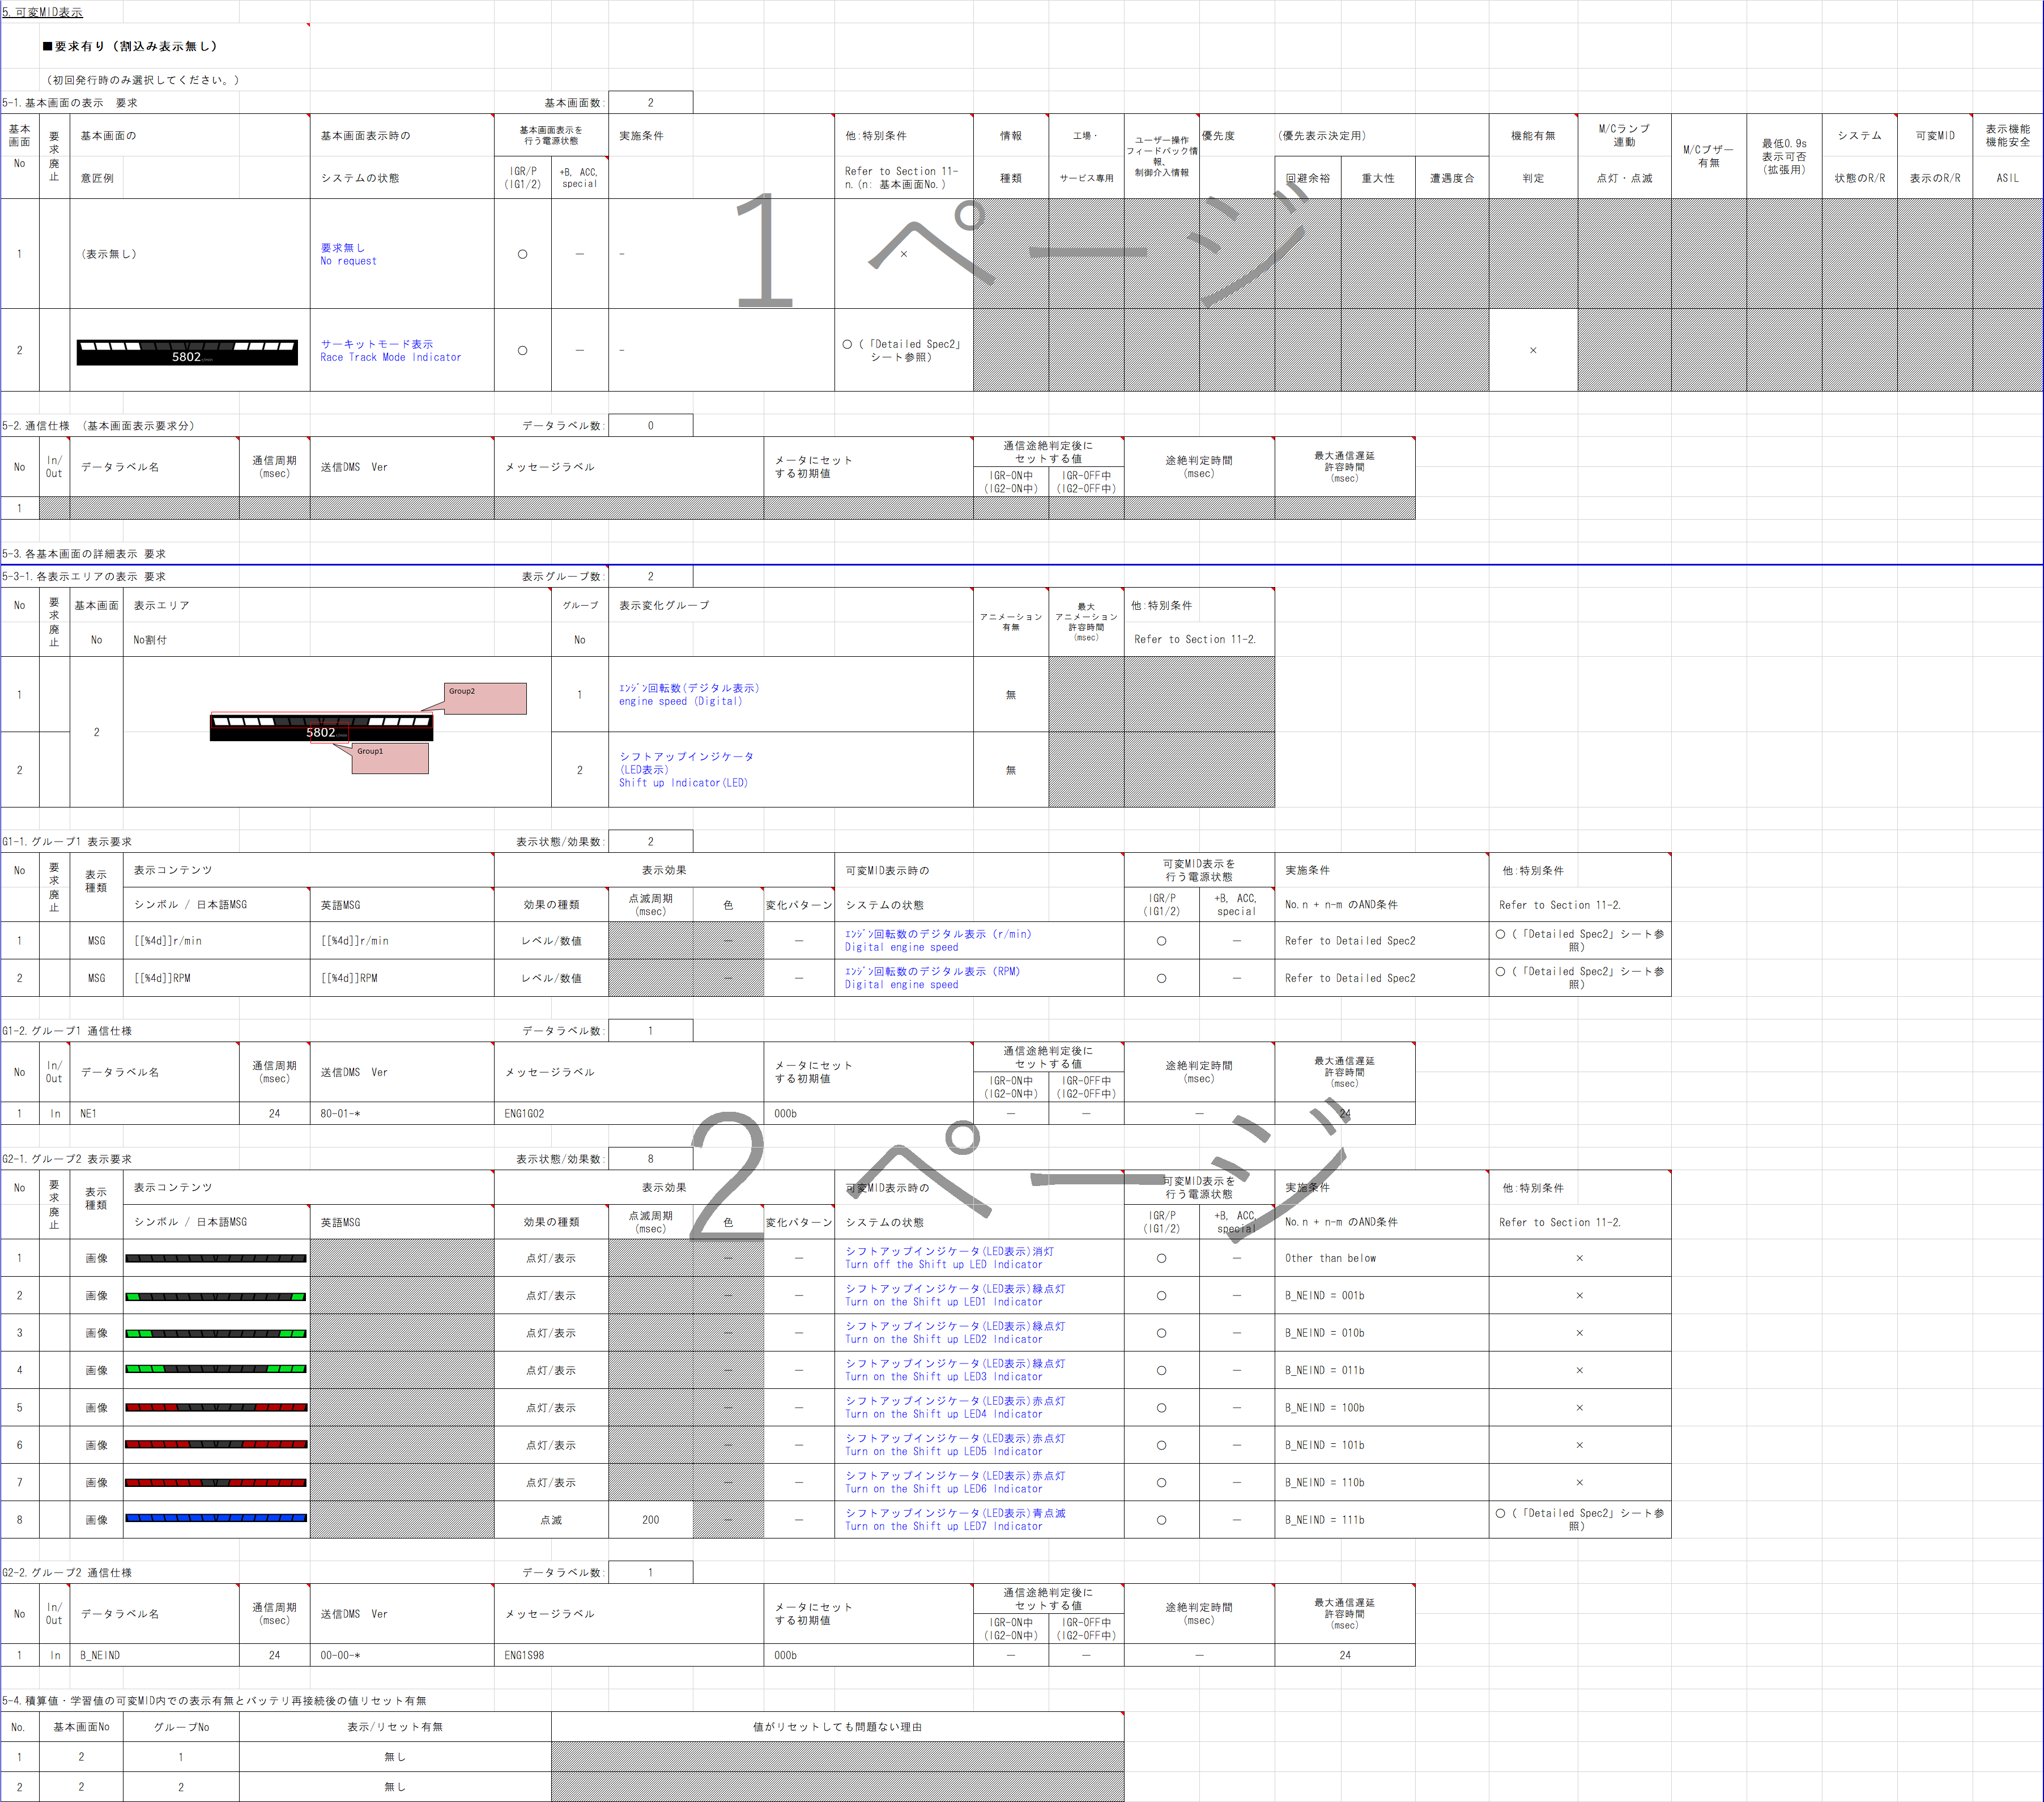 5. 可変MID表示
■要求有り（割込み表示無し）
（初回発行時のみ選択してください。）
5-1. 基本画面の表示　要求 基本画面数: 2
基本画面 No 要求廃止 基本画面の 意匠例 基本画面表示時の システムの状態 基本画面表示を行う電源状態 IGR/P (IG1/2) +B, ACC, special 実施条件 他:特別条件 Refer to Section 11-n.(n: 基本画面No.) 情報 種類 工場・ サービス専用 ユーザー操作フィードバック情報、制御介入情報 優先度 (優先表示決定用) 回避余裕 重大性 遭遇度合 機能有無 判定 M/Cランプ連動 点灯・点滅 M/Cブザー有無 最低0.9s表示可否(拡張用) システム 状態のR/R 可変MID 表示のR/R 表示機能機能安全 ASIL
1 (表示無し) 要求無し No request 〇 － - ×
1 ページ
2 5802 r/min サーキットモード表示 Race Track Mode Indicator 〇 － - 〇（「Detailed Spec2」シート参照） ×
5-2. 通信仕様　(基本画面表示要求分) データラベル数: 0
No In/Out データラベル名 通信周期 (msec) 送信DMS　Ver メッセージラベル メータにセットする初期値 通信途絶判定後にセットする値 IGR-ON中 (IG2-ON中) IGR-OFF中 (IG2-OFF中) 途絶判定時間 (msec) 最大通信遅延許容時間 (msec)
1
5-3. 各基本画面の詳細表示 要求
5-3-1. 各表示エリアの表示 要求 表示グループ数: 2
No 要求廃止 基本画面 No 表示エリア No割付 グループ No 表示変化グループ アニメーション有無 最大アニメーション許容時間 (msec) 他:特別条件 Refer to Section 11-2.
1 2 Group2 5802 r/min Group1 1 ｴﾝｼﾞﾝ回転数(デジタル表示) engine speed (Digital) 無
2 2 シフトアップインジケータ (LED表示) Shift up Indicator(LED) 無
G1-1. グループ1 表示要求 表示状態/効果数: 2
No 要求廃止 表示種類 表示コンテンツ シンボル / 日本語MSG 英語MSG 表示効果 効果の種類 点滅周期 (msec) 色 変化パターン 可変MID表示時の システムの状態 可変MID表示を行う電源状態 IGR/P (IG1/2) +B, ACC, special 実施条件 No.n + n-m のAND条件 他:特別条件 Refer to Section 11-2.
1 MSG [[%4d]]r/min [[%4d]]r/min レベル/数値 － － ｴﾝｼﾞﾝ回転数のデジタル表示 (r/min) Digital engine speed 〇 － Refer to Detailed Spec2 〇（「Detailed Spec2」シート参照）
2 MSG [[%4d]]RPM [[%4d]]RPM レベル/数値 － － ｴﾝｼﾞﾝ回転数のデジタル表示 (RPM) Digital engine speed 〇 － Refer to Detailed Spec2 〇（「Detailed Spec2」シート参照）
G1-2. グループ1 通信仕様 データラベル数: 1
No In/Out データラベル名 通信周期 (msec) 送信DMS　Ver メッセージラベル メータにセットする初期値 通信途絶判定後にセットする値 IGR-ON中 (IG2-ON中) IGR-OFF中 (IG2-OFF中) 途絶判定時間 (msec) 最大通信遅延許容時間 (msec)
1 In NE1 24 80-01-* ENG1G02 000b － － － 24
2 ページ
G2-1. グループ2 表示要求 表示状態/効果数: 8
No 要求廃止 表示種類 表示コンテンツ シンボル / 日本語MSG 英語MSG 表示効果 効果の種類 点滅周期 (msec) 色 変化パターン 可変MID表示時の システムの状態 可変MID表示を行う電源状態 IGR/P (IG1/2) +B, ACC, special 実施条件 No.n + n-m のAND条件 他:特別条件 Refer to Section 11-2.
1 画像 点灯/表示 － － シフトアップインジケータ(LED表示)消灯 Turn off the Shift up LED Indicator 〇 － Other than below ×
2 画像 点灯/表示 － － シフトアップインジケータ(LED表示)緑点灯 Turn on the Shift up LED1 Indicator 〇 － B_NEIND = 001b ×
3 画像 点灯/表示 － － シフトアップインジケータ(LED表示)緑点灯 Turn on the Shift up LED2 Indicator 〇 － B_NEIND = 010b ×
4 画像 点灯/表示 － － シフトアップインジケータ(LED表示)緑点灯 Turn on the Shift up LED3 Indicator 〇 － B_NEIND = 011b ×
5 画像 点灯/表示 － － シフトアップインジケータ(LED表示)赤点灯 Turn on the Shift up LED4 Indicator 〇 － B_NEIND = 100b ×
6 画像 点灯/表示 － － シフトアップインジケータ(LED表示)赤点灯 Turn on the Shift up LED5 Indicator 〇 － B_NEIND = 101b ×
7 画像 点灯/表示 － － シフトアップインジケータ(LED表示)赤点灯 Turn on the Shift up LED6 Indicator 〇 － B_NEIND = 110b ×
8 画像 点滅 200 － － シフトアップインジケータ(LED表示)青点滅 Turn on the Shift up LED7 Indicator 〇 － B_NEIND = 111b 〇（「Detailed Spec2」シート参照）
G2-2. グループ2 通信仕様 データラベル数: 1
No In/Out データラベル名 通信周期 (msec) 送信DMS　Ver メッセージラベル メータにセットする初期値 通信途絶判定後にセットする値 IGR-ON中 (IG2-ON中) IGR-OFF中 (IG2-OFF中) 途絶判定時間 (msec) 最大通信遅延許容時間 (msec)
1 In B_NEIND 24 00-00-* ENG1S98 000b － － － 24
5-4. 積算値・学習値の可変MID内での表示有無とバッテリ再接続後の値リセット有無
No. 基本画面No グループNo 表示/リセット有無 値がリセットしても問題ない理由
1 2 1 無し
2 2 2 無し